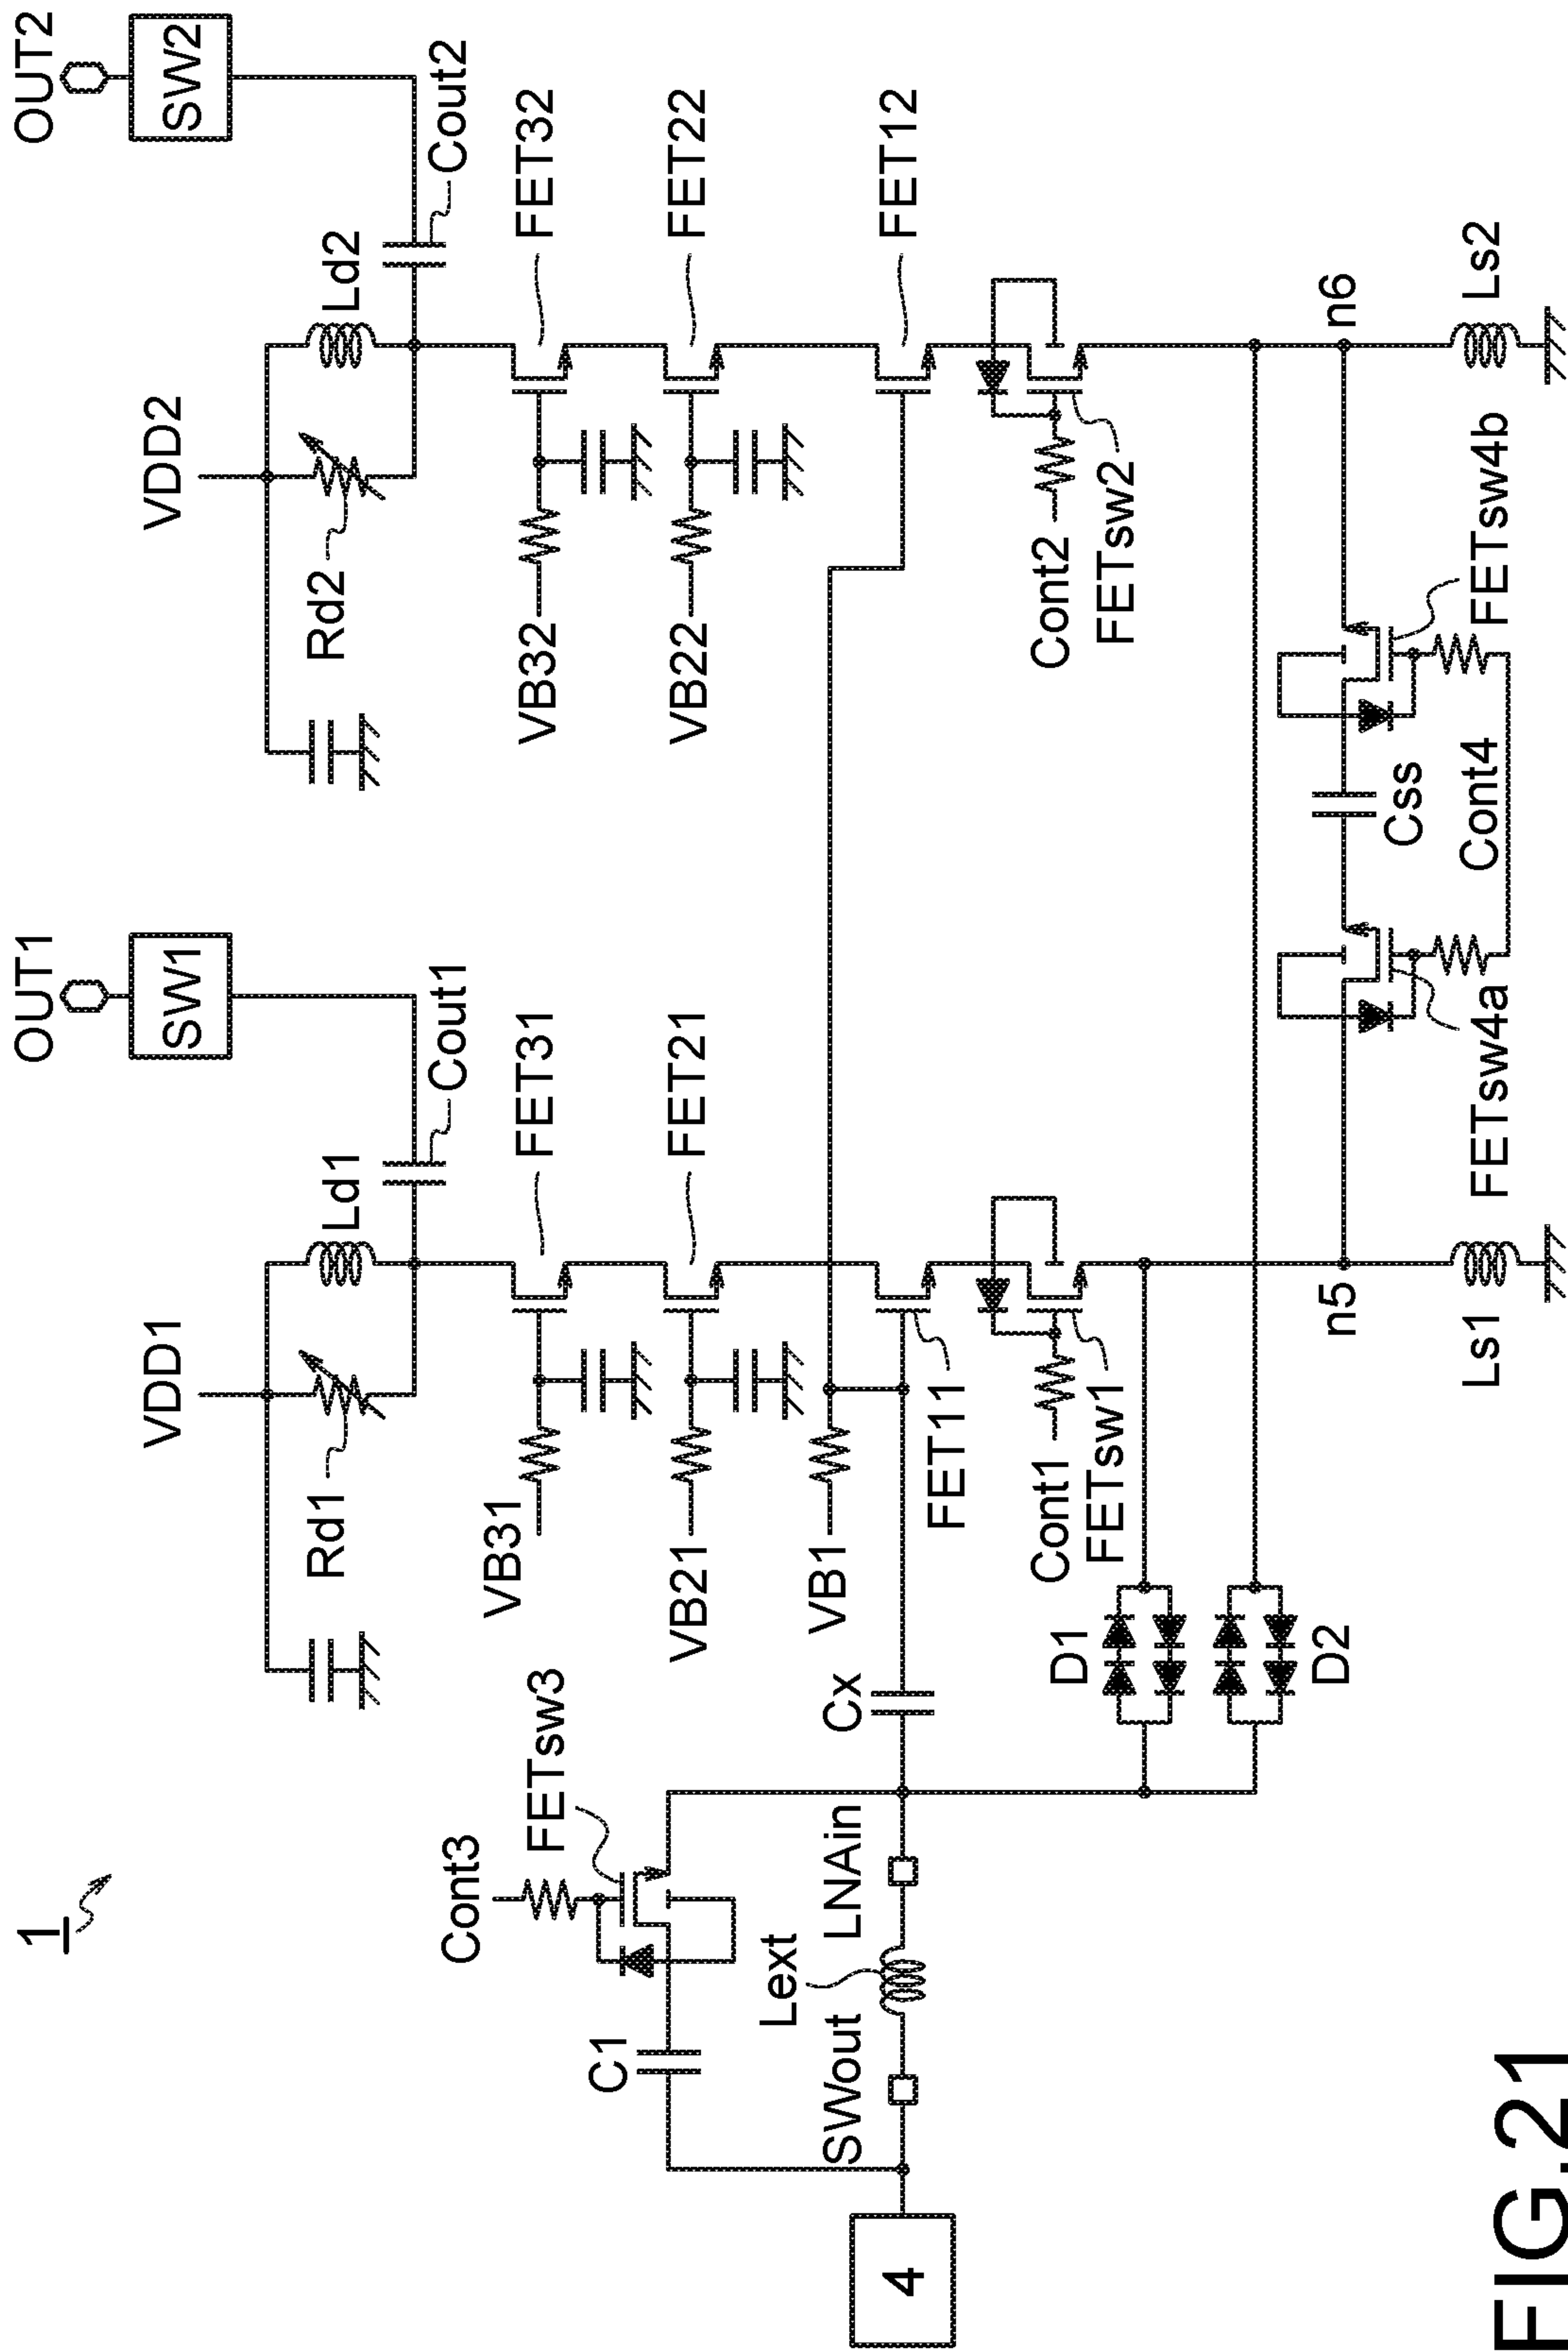 1
OUT1
OUT2
SW1
SW2
VDD1
VDD2
Rd1
Ld1
Cout1
Rd2
Ld2
Cout2
VB31
FET31
VB32
FET32
VB21
FET21
VB22
FET22
VB1
FET11
FET12
Cont3
FETsw3
C1
Lext
SWout
LNAin
Cx
4
Cont1
FETsw1
Cont2
FETsw2
D1
D2
n5
n6
Css
Cont4
FETsw4a
FETsw4b
Ls1
Ls2
FIG.21